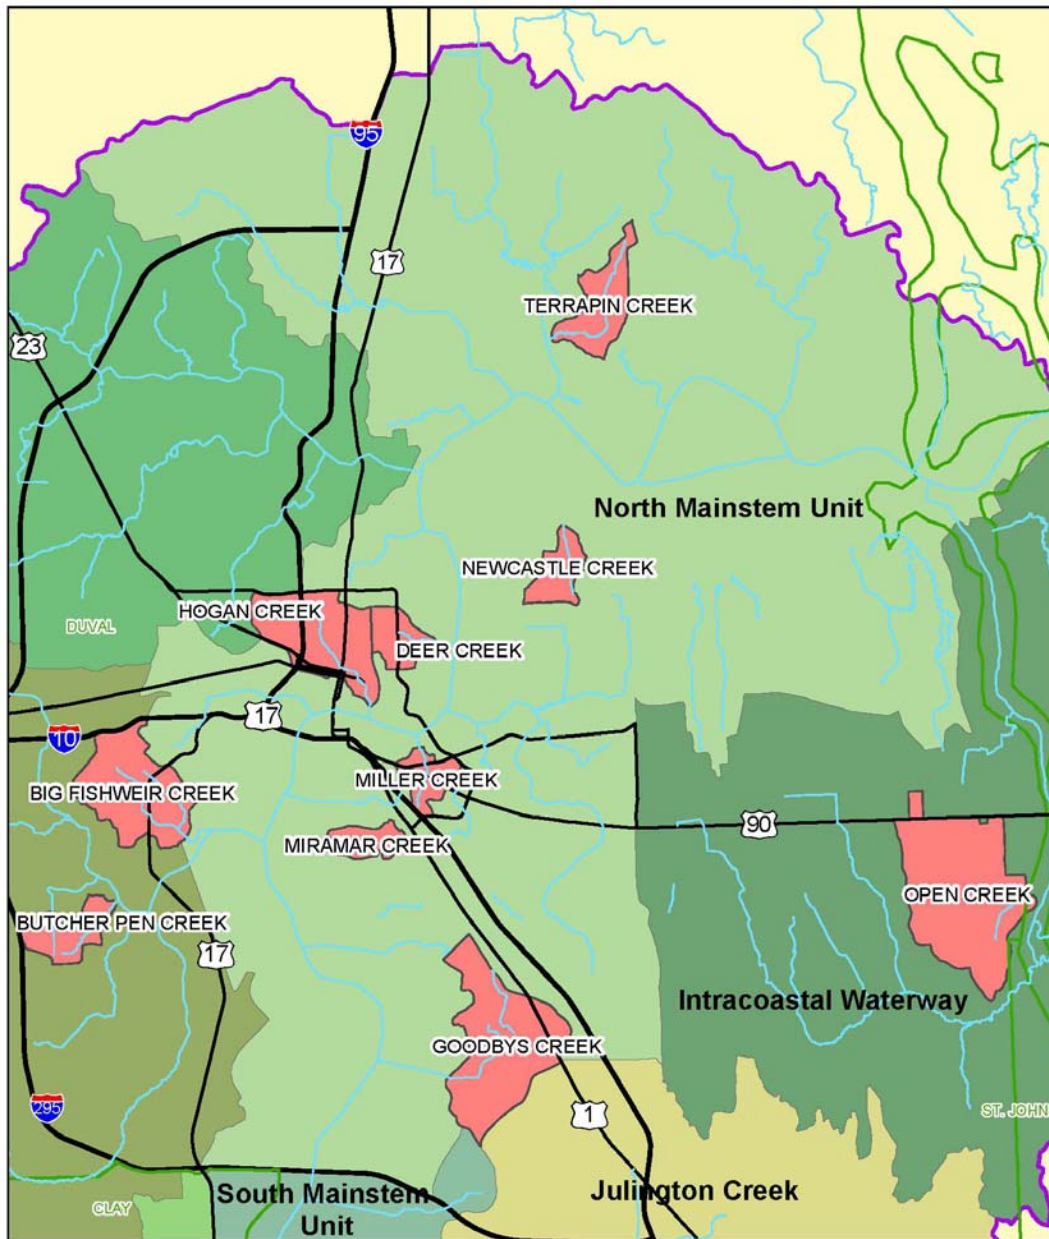 95
17
TERRAPIN CREEK
23
North Mainstem Unit
NEWCASTLE CREEK
HOGAN CREEK
DUVAL
DEER CREEK
17
10
MILLER CREEK
BIG FISHWEIR CREEK
90
MIRAMAR CREEK
OPEN CREEK
BUTCHER PEN CREEK
17
Intracoastal Waterway
GOODBYS CREEK
295
1
ST. JOHN
South Mainstem
Unit
Julington Creek
CLAY